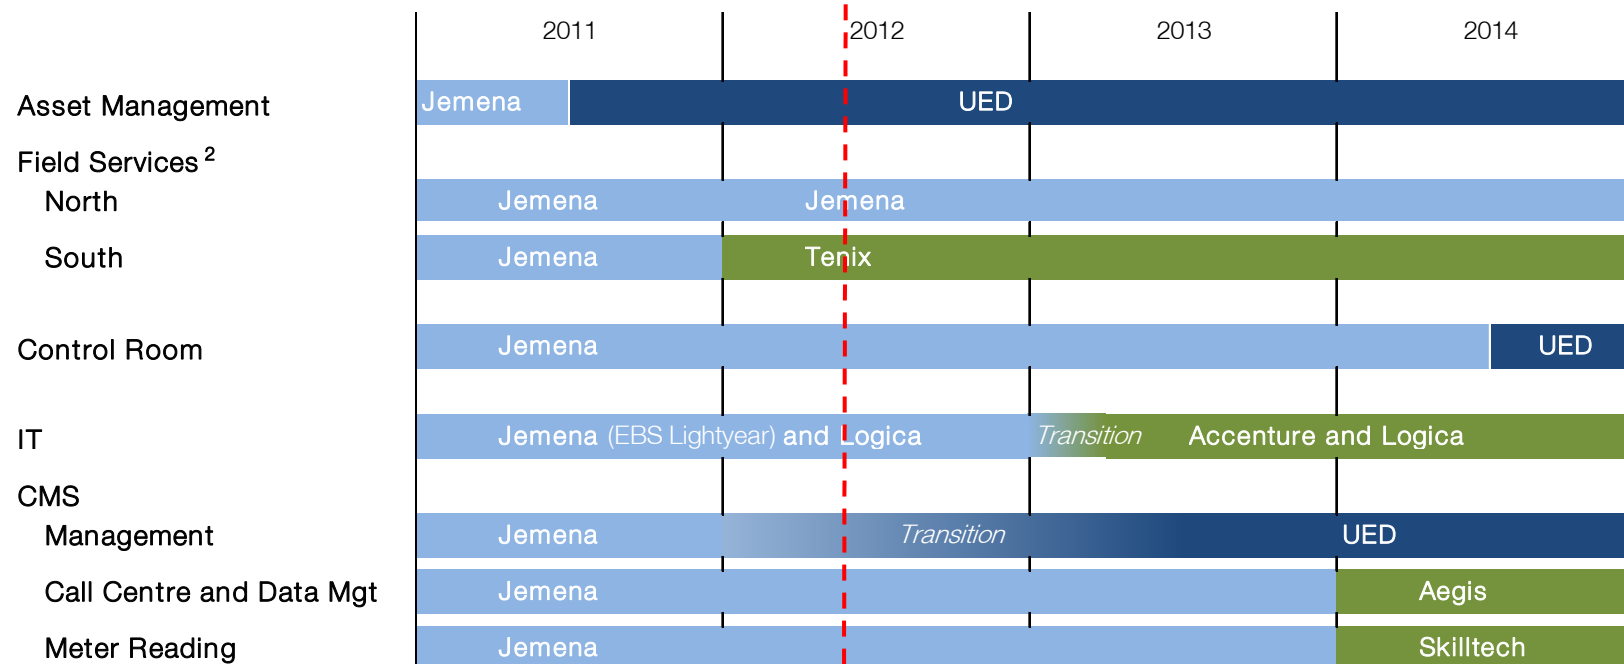 2011 2012 2013 2014
Asset Management Jemena UED
Field Services 2
North Jemena Jemena
South Jemena Tenix
Control Room Jemena UED
IT Jemena (EBS Lightyear) and Logica Transition Accenture and Logica
CMS
Management Jemena Transition UED
Call Centre and Data Mgt Jemena Aegis
Meter Reading Jemena Skilltech